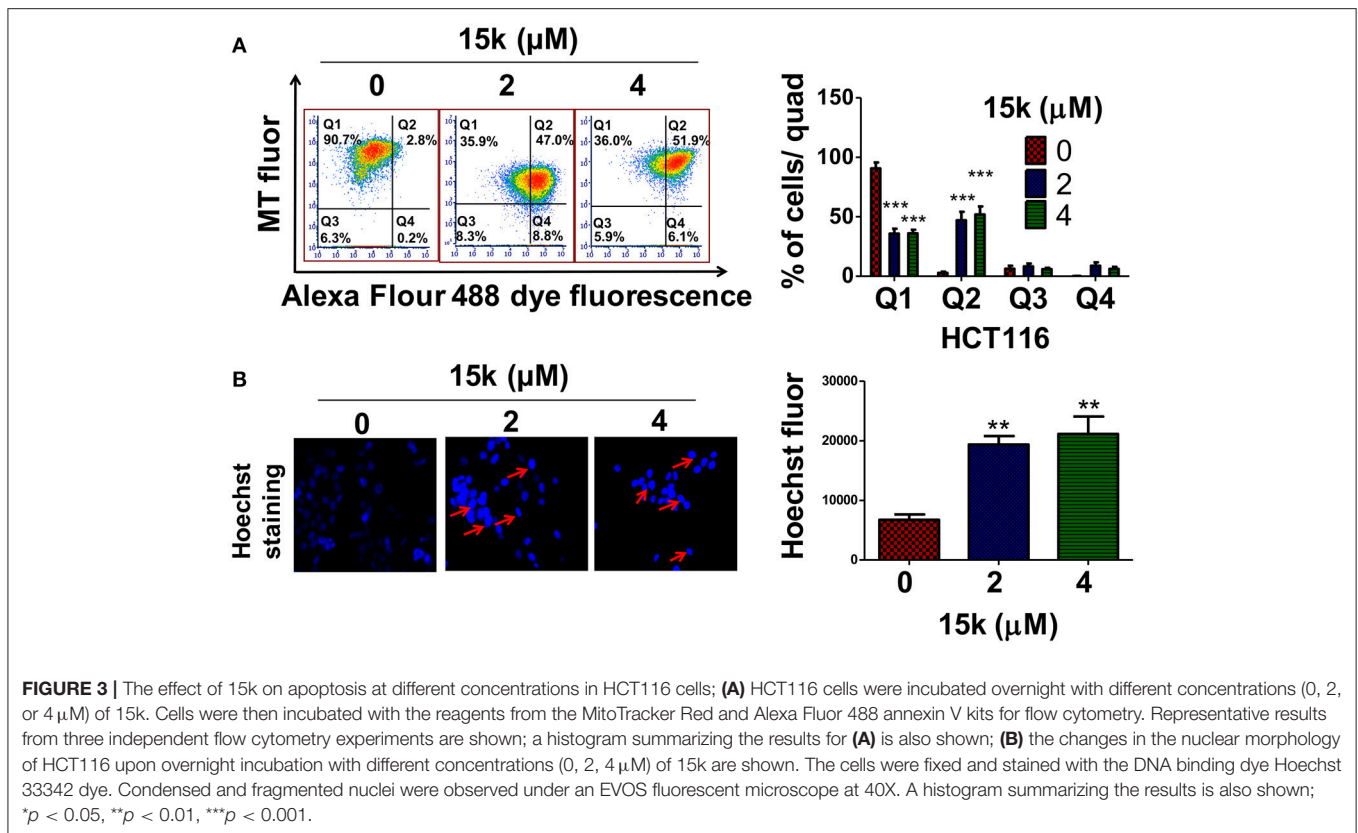 A
15k (µM)
0 2 4
MT fluor
Q1 Q2
90.7% 2.8%
Q3 Q4
6.3% 0.2%
Q1 Q2
35.9% 47.0%
Q3 Q4
8.3% 8.8%
Q1 Q2
36.0% 51.9%
Q3 Q4
5.9% 6.1%
Alexa Flour 488 dye fluorescence
% of cells/ quad
150
100
50
0
15k (µM)
0
2
4
*** *** *** ***
Q1 Q2 Q3 Q4
HCT116
B
15k (µM)
0 2 4
Hoechst
staining
Hoechst fluor
30000
20000
10000
0
** **
0 2 4
15k (µM)
FIGURE 3 | The effect of 15k on apoptosis at different concentrations in HCT116 cells; (A) HCT116 cells were incubated overnight with different concentrations (0, 2,
or 4 µM) of 15k. Cells were then incubated with the reagents from the MitoTracker Red and Alexa Fluor 488 annexin V kits for flow cytometry. Representative results
from three independent flow cytometry experiments are shown; a histogram summarizing the results for (A) is also shown; (B) the changes in the nuclear morphology
of HCT116 upon overnight incubation with different concentrations (0, 2, 4 µM) of 15k are shown. The cells were fixed and stained with the DNA binding dye Hoechst
33342 dye. Condensed and fragmented nuclei were observed under an EVOS fluorescent microscope at 40X. A histogram summarizing the results is also shown;
*p < 0.05, **p < 0.01, ***p < 0.001.